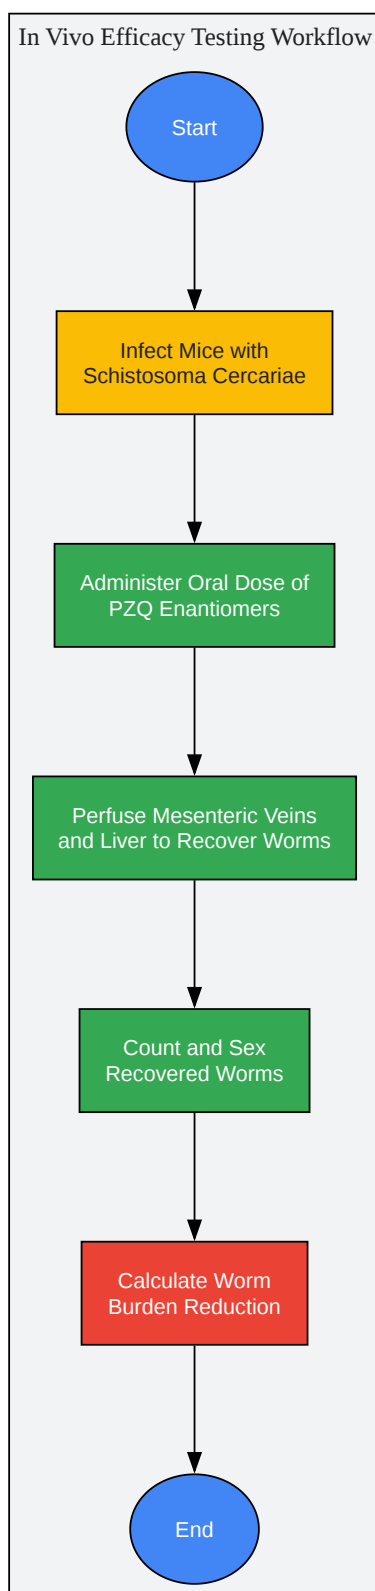 In Vivo Efficacy Testing Workflow
Start
Infect Mice with
Schistosoma Cercariae
Administer Oral Dose of
PZQ Enantiomers
Perfuse Mesenteric Veins
and Liver to Recover Worms
Count and Sex
Recovered Worms
Calculate Worm
Burden Reduction
End